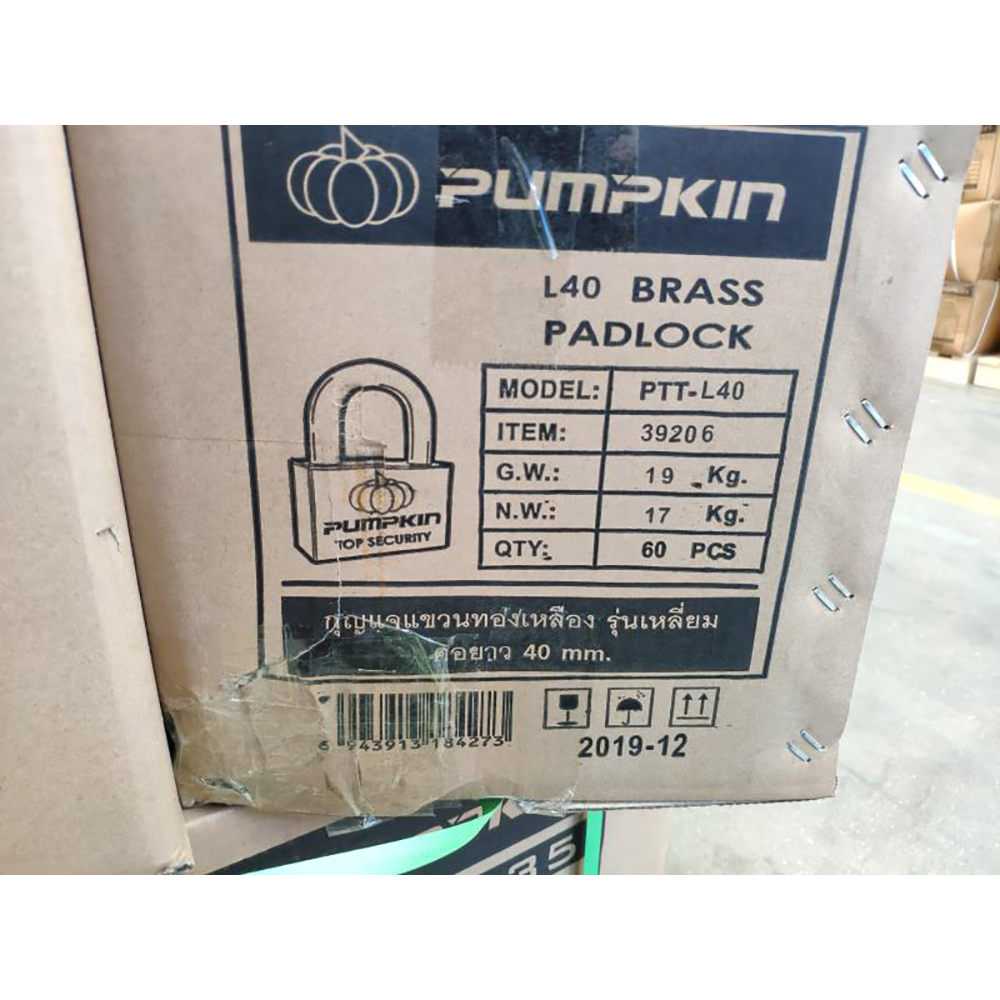 PUMPKIN
L40 BRASS
PADLOCK
MODEL: PTT-L40
ITEM: 39206
G.W.: 19 Kg.
N.W.: 17 Kg.
QTY: 60 PCS
PUMPKIN
TOP SECURITY
กุญแจแขวนทองเหลือง รุ่นเหลี่ยม
คอยาว 40 mm.
6 943913 184273
2019-12
35